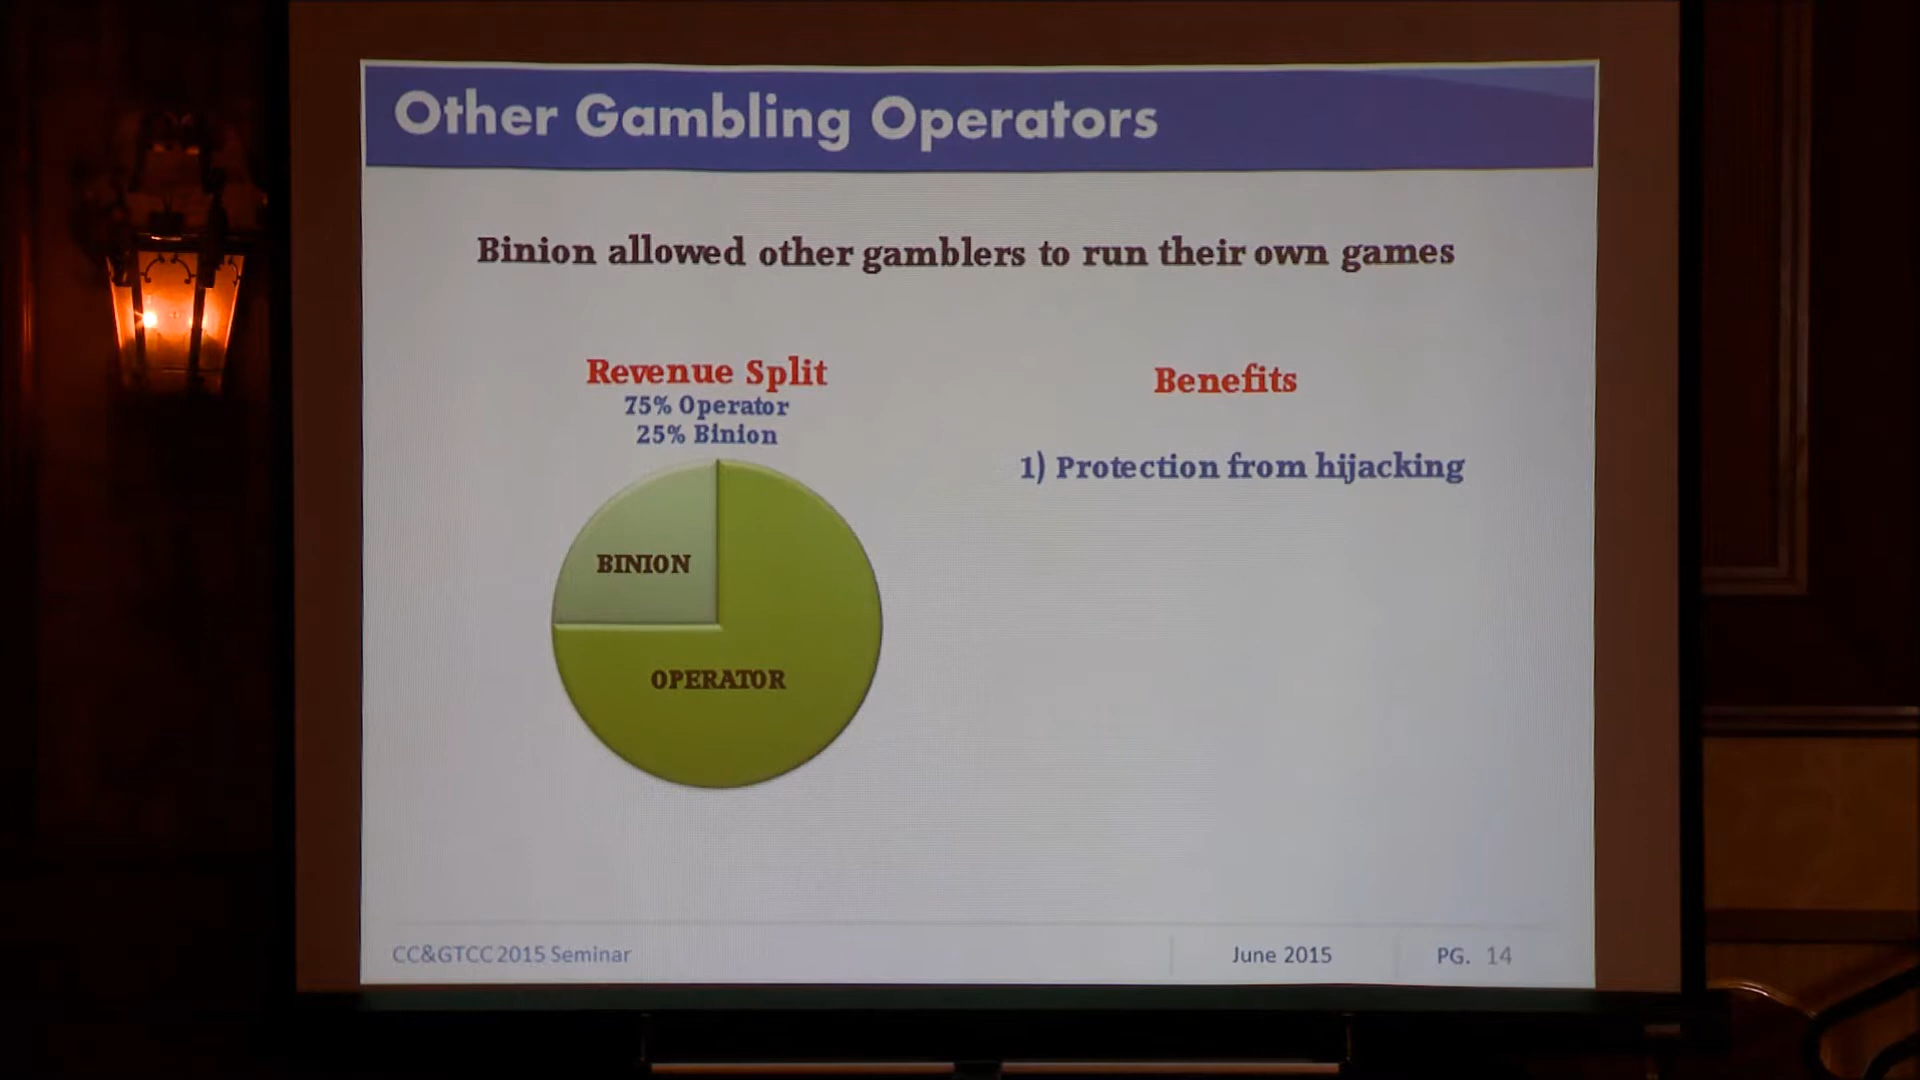 Other Gambling Operators
Binion allowed other gamblers to run their own games
Revenue Split
75% Operator
25% Binion
BINION
OPERATOR
Benefits
1) Protection from hijacking
CC&GTCC 2015 Seminar
June 2015
PG. 14